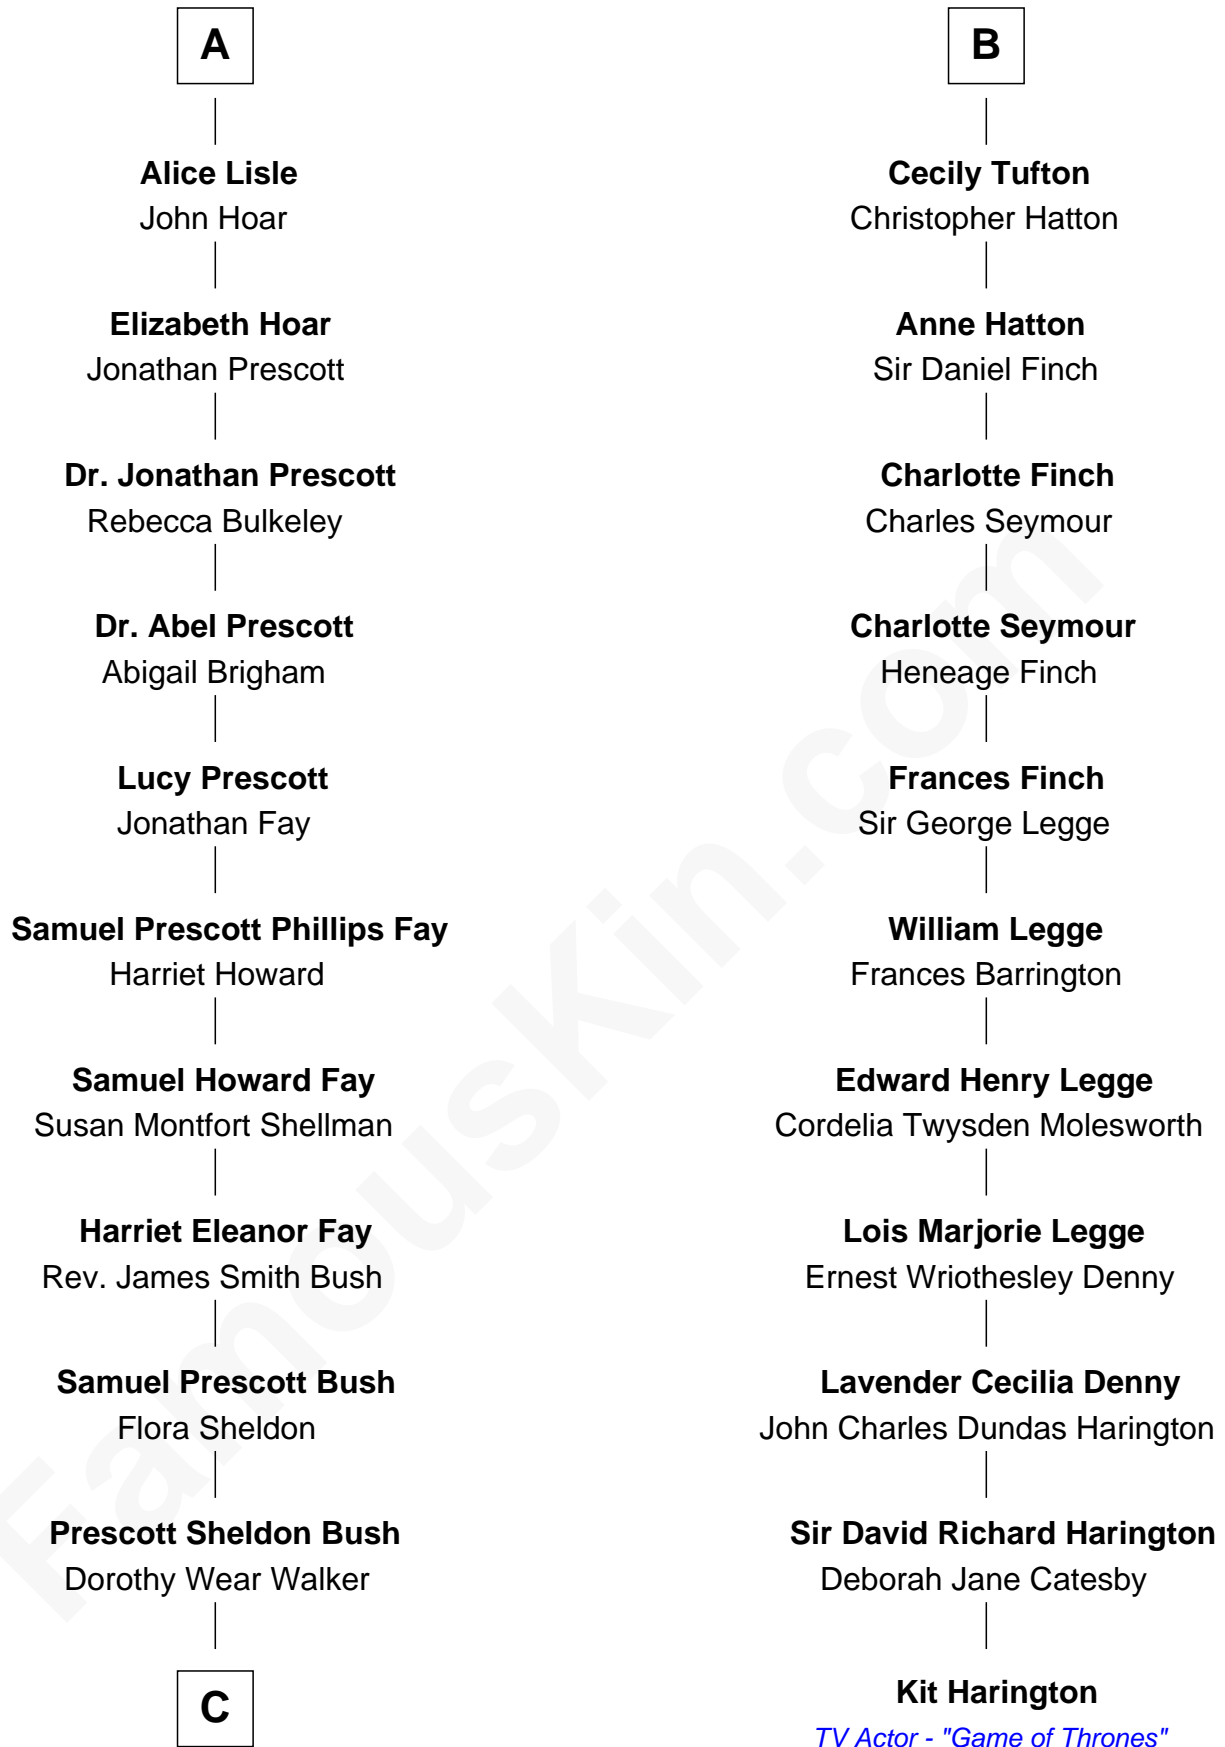 A
Alice Lisle
John Hoar
Elizabeth Hoar
Jonathan Prescott
Dr. Jonathan Prescott
Rebecca Bulkeley
Dr. Abel Prescott
Abigail Brigham
Lucy Prescott
Jonathan Fay
Samuel Prescott Phillips Fay
Harriet Howard
Samuel Howard Fay
Susan Montfort Shellman
Harriet Eleanor Fay
Rev. James Smith Bush
Samuel Prescott Bush
Flora Sheldon
Prescott Sheldon Bush
Dorothy Wear Walker
C
B
Cecily Tufton
Christopher Hatton
Anne Hatton
Sir Daniel Finch
Charlotte Finch
Charles Seymour
Charlotte Seymour
Heneage Finch
Frances Finch
Sir George Legge
William Legge
Frances Barrington
Edward Henry Legge
Cordelia Twysden Molesworth
Lois Marjorie Legge
Ernest Wriothesley Denny
Lavender Cecilia Denny
John Charles Dundas Harington
Sir David Richard Harington
Deborah Jane Catesby
Kit Harington
TV Actor - "Game of Thrones"
FamousKin.com